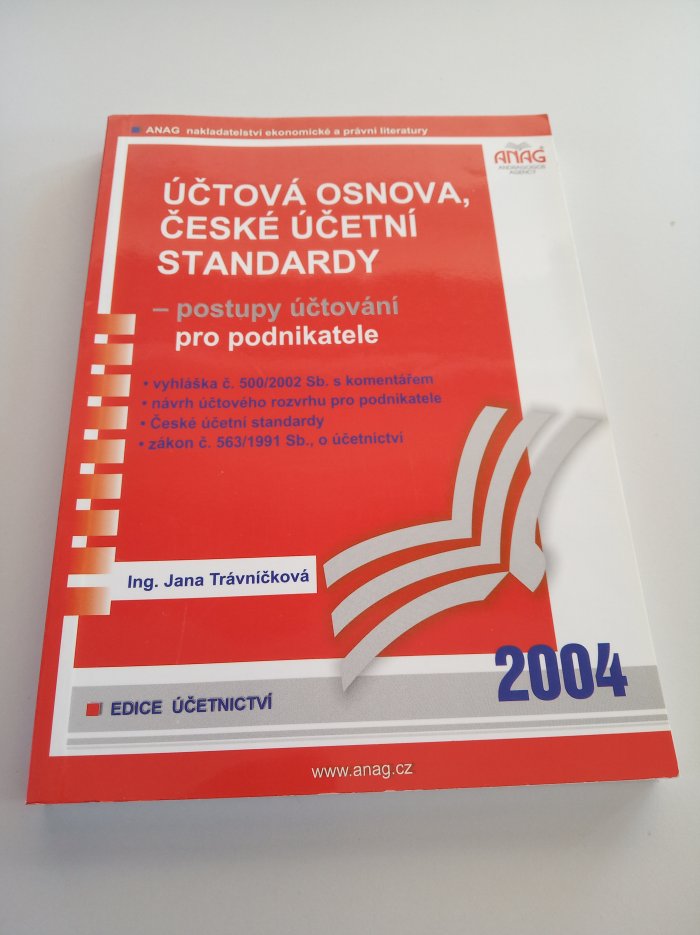 ANAG nakladatelství ekonomické a právní literatury
ANAG®
ANDRAGOGOS
AGENCY
ÚČTOVÁ OSNOVA,
ČESKÉ ÚČETNÍ
STANDARDY
– postupy účtování
pro podnikatele
• vyhláška č. 500/2002 Sb. s komentářem
• návrh účtového rozvrhu pro podnikatele
• České účetní standardy
• zákon č. 563/1991 Sb., o účetnictví
Ing. Jana Trávníčková
2004
EDICE ÚČETNICTVÍ
www.anag.cz